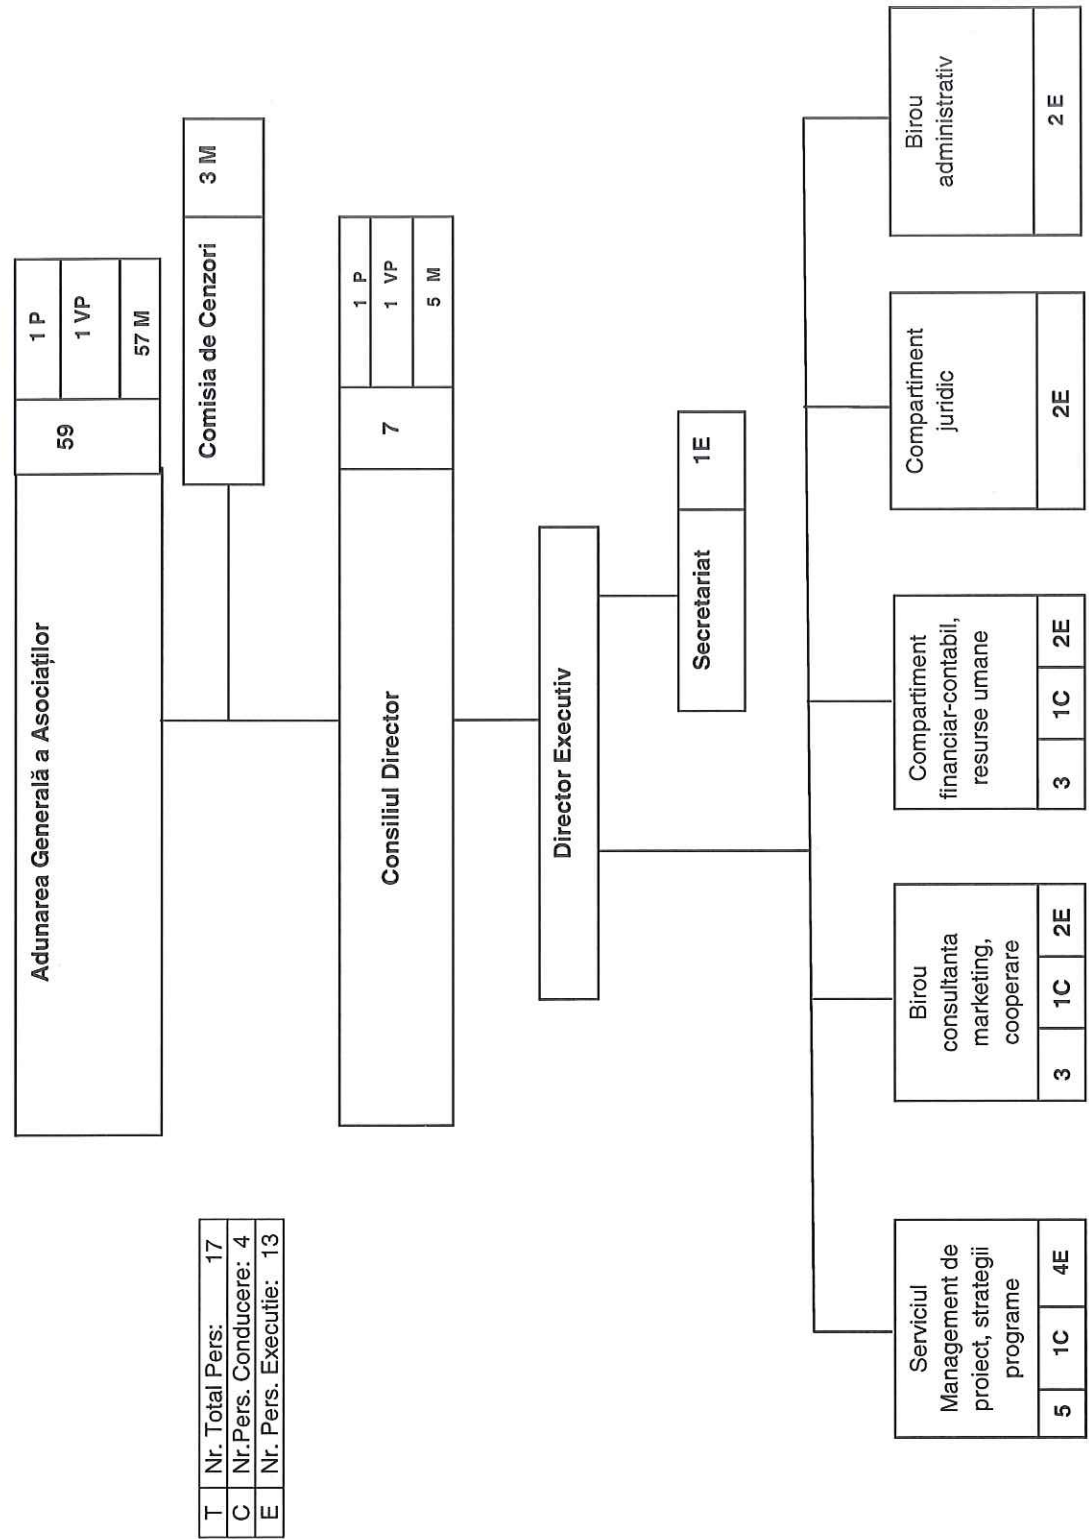 Adunarea Generală a Asociaților
59
1 P
1 VP
57 M
Comisia de Cenzori
3 M
T Nr. Total Pers: 17
C Nr.Pers. Conducere: 4
E Nr. Pers. Executie: 13
Consiliul Director
7
1 P
1 VP
5 M
Director Executiv
Secretariat
1E
Serviciul
Management de
proiect, strategii
programe
5 1C 4E
Birou
consultanta
marketing,
cooperare
3 1C 2E
Compartiment
financiar-contabil,
resurse umane
3 1C 2E
Compartiment
juridic
2E
Birou
administrativ
2 E